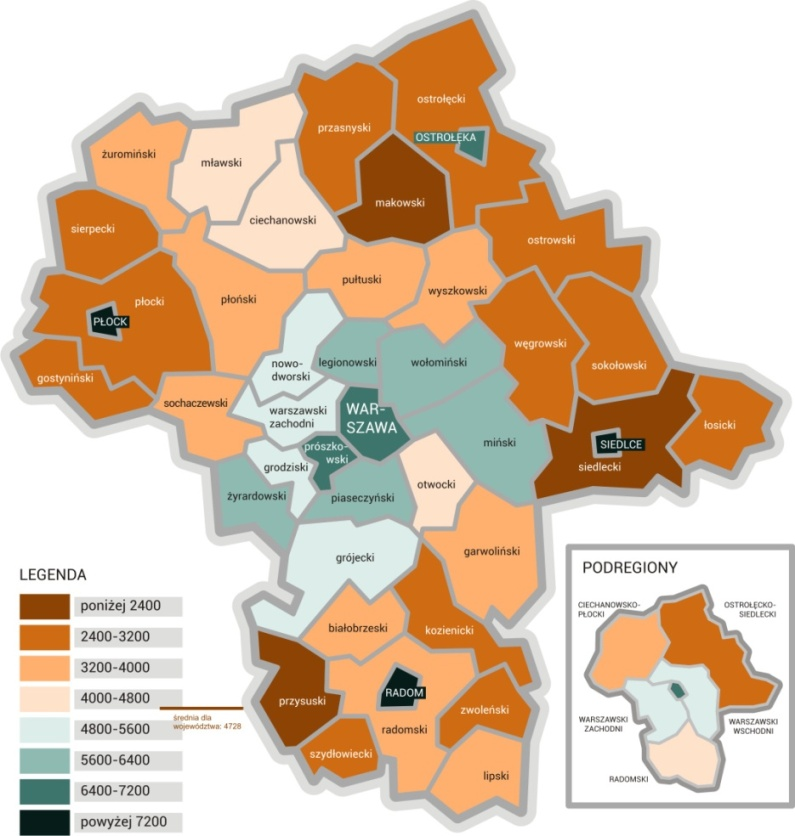 ostrołęcki
przasnyski
OSTROŁĘKA
żuromiński
mławski
makowski
ciechanowski
sierpecki
ostrowski
pułtuski
wyszkowski
płocki
płoński
PŁOCK
węgrowski
nowo-
dworski
legionowski
wołomiński
sokołowski
gostyniński
sochaczewski
warszawski
zachodni
WAR-
SZAWA
łosicki
SIEDLCE
siedlecki
miński
prószko-
wski
grodziski
otwocki
żyrardowski
piaseczyński
grójecki
garwoliński
białobrzeski
kozienicki
przysuski
RADOM
zwoleński
radomski
szydłowiecki
lipski
LEGENDA
poniżej 2400
2400-3200
3200-4000
4000-4800
średnia dla
województwa: 4728
4800-5600
5600-6400
6400-7200
powyżej 7200
PODREGIONY
CIECHANOWSKO-
PŁOCKI
OSTROŁĘCKO-
SIEDLECKI
WARSZAWSKI
ZACHODNI
WARSZAWSKI
WSCHODNI
RADOMSKI